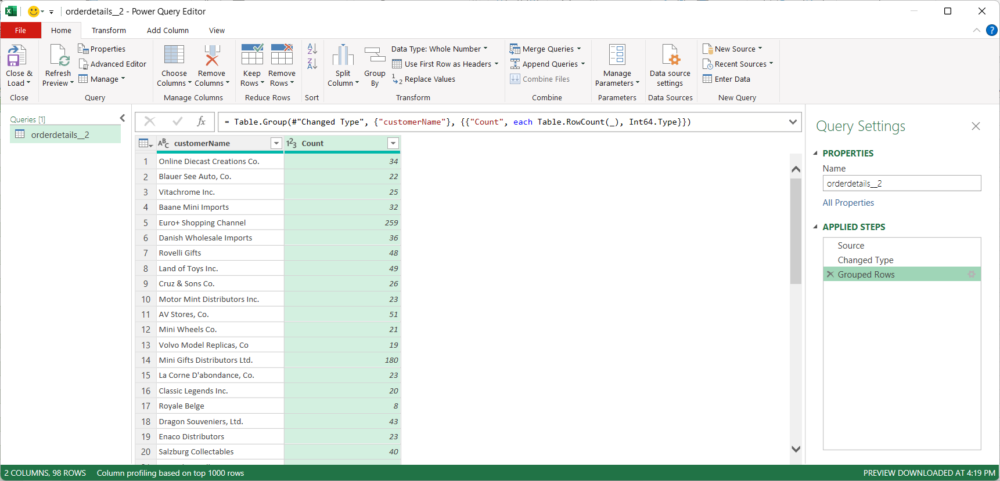 orderdetails__2 - Power Query Editor
File Home Transform Add Column View
Close & Load
Close
Refresh Preview
Properties
Advanced Editor
Manage
Query
Choose Columns
Remove Columns
Manage Columns
Keep Rows
Remove Rows
Reduce Rows
Sort
Split Column
Group By
Data Type: Whole Number
Use First Row as Headers
Replace Values
Transform
Merge Queries
Append Queries
Combine Files
Combine
Manage Parameters
Parameters
Data source settings
Data Sources
New Source
Recent Sources
Enter Data
New Query
Queries [1]
orderdetails__2
fx
= Table.Group(#"Changed Type", {"customerName"}, {{"Count", each Table.RowCount(_), Int64.Type}})
ABC customerName 123 Count
1 Online Diecast Creations Co. 34
2 Blauer See Auto, Co. 22
3 Vitachrome Inc. 25
4 Baane Mini Imports 32
5 Euro+ Shopping Channel 259
6 Danish Wholesale Imports 36
7 Rovelli Gifts 48
8 Land of Toys Inc. 49
9 Cruz & Sons Co. 26
10 Motor Mint Distributors Inc. 23
11 AV Stores, Co. 51
12 Mini Wheels Co. 21
13 Volvo Model Replicas, Co 19
14 Mini Gifts Distributors Ltd. 180
15 La Corne D'abondance, Co. 23
16 Classic Legends Inc. 20
17 Royale Belge 8
18 Dragon Souveniers, Ltd. 43
19 Enaco Distributors 23
20 Salzburg Collectables 40
Query Settings
PROPERTIES
Name
orderdetails__2
All Properties
APPLIED STEPS
Source
Changed Type
Grouped Rows
2 COLUMNS, 98 ROWS Column profiling based on top 1000 rows
PREVIEW DOWNLOADED AT 4:19 PM